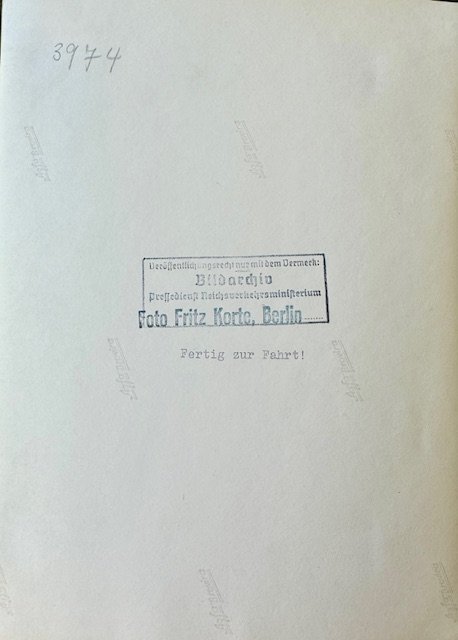 3974
Veröffentlichungsrecht nur mit dem Vermerk:
Bildarchiv
Pressedienst Reichsverkehrsministerium
Foto Fritz Korte, Berlin
Fertig zur Fahrt!